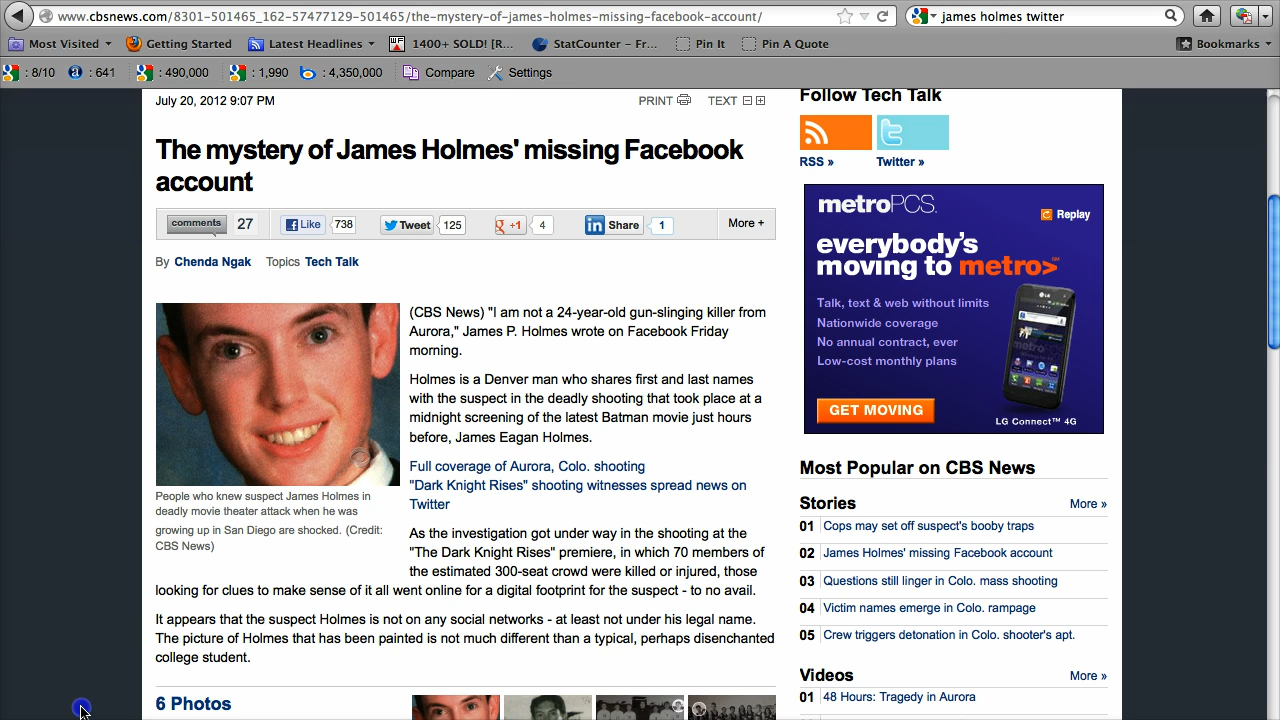 www.cbsnews.com/8301-301465_162-57477129-501465/the-mystery-of-james-holmes-missing-facebook-account/
james holmes twitter
Most Visited
Getting Started
Latest Headlines
1400+ SOLD! [R...
StatCounter – Fr...
Pin It
Pin A Quote
Bookmarks
: 8/10
: 641
: 490,000
: 1,990
: 4,350,000
Compare
Settings
July 20, 2012 9:07 PM
PRINT
TEXT
The mystery of James Holmes' missing Facebook
account
comments 27
Like 738
Tweet 125
+1 4
in Share 1
More +
By Chenda Ngak Topics Tech Talk
(CBS News) "I am not a 24-year-old gun-slinging killer from
Aurora," James P. Holmes wrote on Facebook Friday
morning.
Holmes is a Denver man who shares first and last names
with the suspect in the deadly shooting that took place at a
midnight screening of the latest Batman movie just hours
before, James Eagan Holmes.
Full coverage of Aurora, Colo. shooting
"Dark Knight Rises" shooting witnesses spread news on
Twitter
People who knew suspect James Holmes in
deadly movie theater attack when he was
growing up in San Diego are shocked. (Credit:
CBS News)
As the investigation got under way in the shooting at the
"The Dark Knight Rises" premiere, in which 70 members of
the estimated 300-seat crowd were killed or injured, those
looking for clues to make sense of it all went online for a digital footprint for the suspect - to no avail.
It appears that the suspect Holmes is not on any social networks - at least not under his legal name.
The picture of Holmes that has been painted is not much different than a typical, perhaps disenchanted
college student.
6 Photos
Follow Tech Talk
RSS »
Twitter »
metroPCS.
Replay
everybody's
moving to metro>
Talk, text & web without limits
Nationwide coverage
No annual contract, ever
Low-cost monthly plans
GET MOVING
LG Connect™ 4G
Most Popular on CBS News
Stories
More »
01 Cops may set off suspect's booby traps
02 James Holmes' missing Facebook account
03 Questions still linger in Colo. mass shooting
04 Victim names emerge in Colo. rampage
05 Crew triggers detonation in Colo. shooter's apt.
Videos
More »
01 48 Hours: Tragedy in Aurora